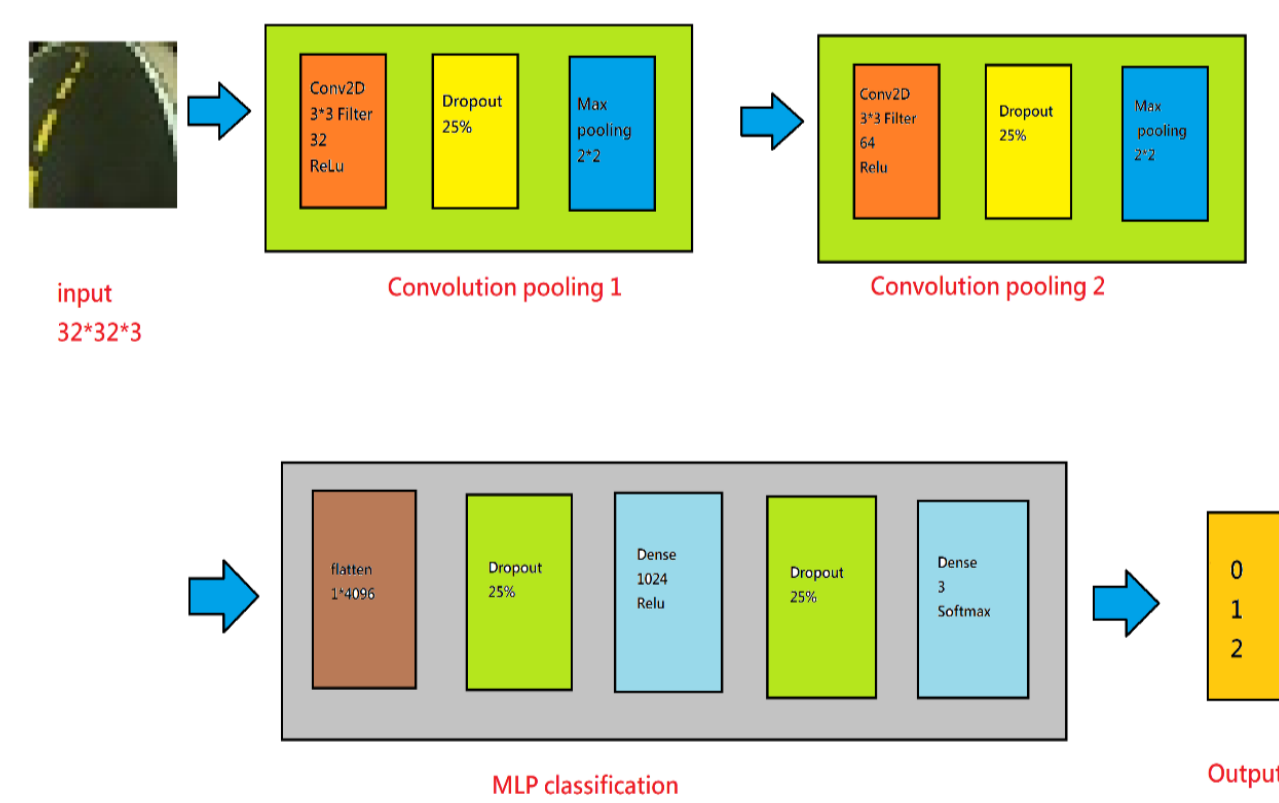 input
32*32*3
Conv2D
3*3 Filter
32
ReLu
Dropout
25%
Max
pooling
2*2
Convolution pooling 1
Conv2D
3*3 Filter
64
Relu
Dropout
25%
Max
pooling
2*2
Convolution pooling 2
flatten
1*4096
Dropout
25%
Dense
1024
Relu
Dropout
25%
Dense
3
Softmax
MLP classification
0
1
2
Output